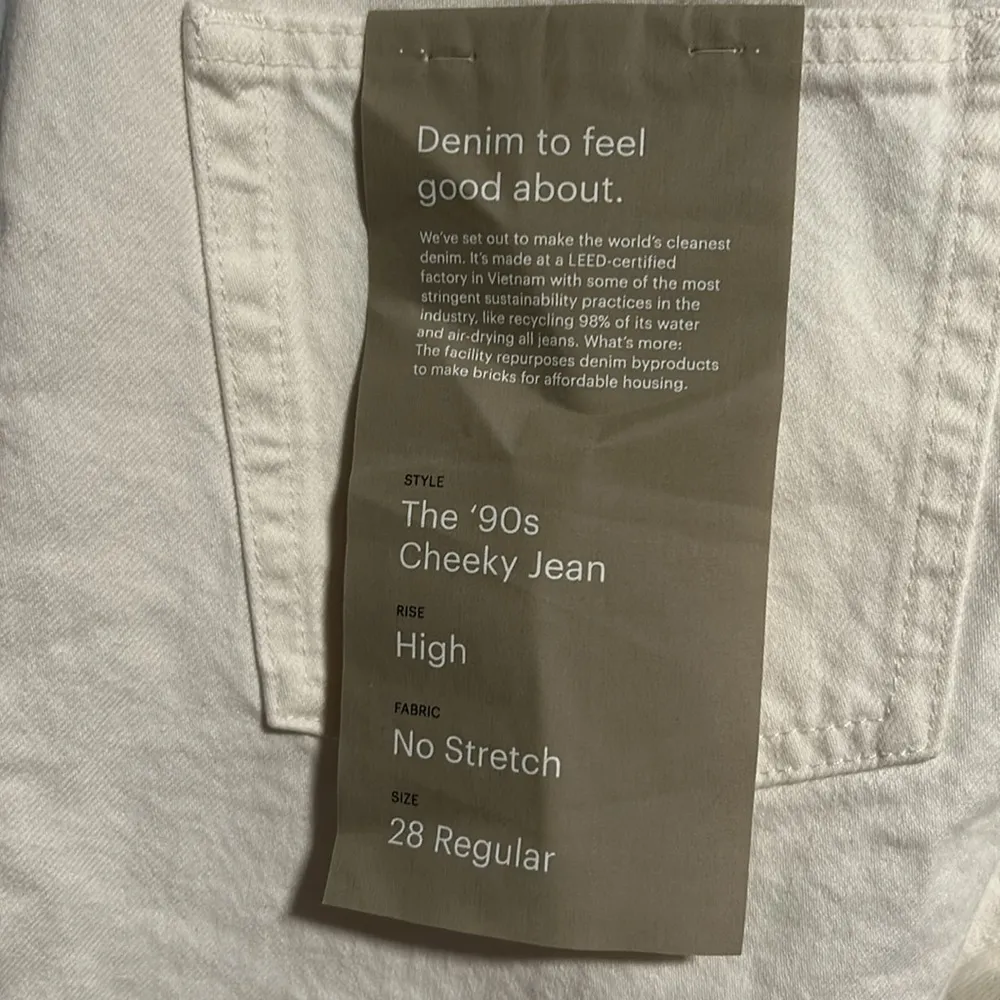 Denim to feel
good about.
We've set out to make the world's cleanest
denim. It's made at a LEED-certified
factory in Vietnam with some of the most
stringent sustainability practices in the
industry, like recycling 98% of its water
and air-drying all jeans. What's more:
The facility repurposes denim byproducts
to make bricks for affordable housing.
STYLE
The ‘90s
Cheeky Jean
RISE
High
FABRIC
No Stretch
SIZE
28 Regular